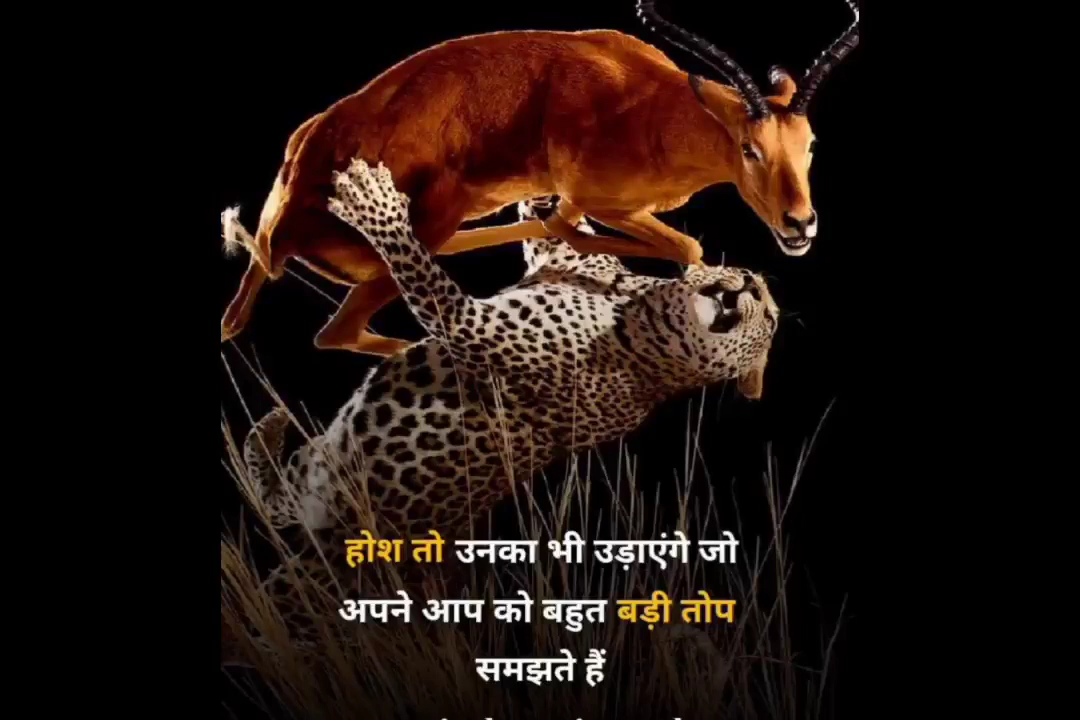 होश तो उनका भी उड़ाएंगे जो
अपने आप को बहुत बड़ी तोप
समझते हैं